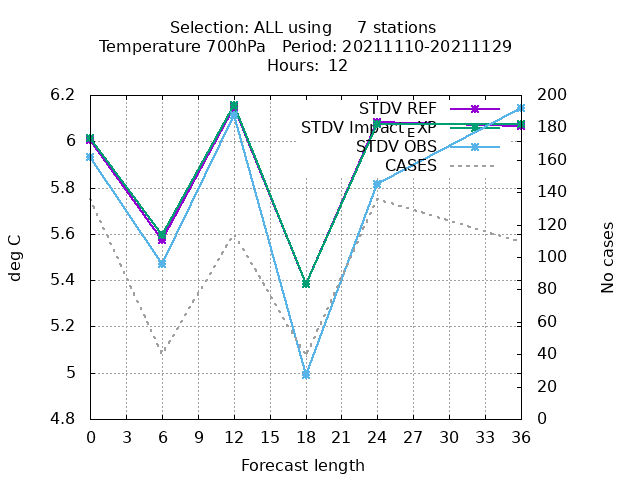 Selection: ALL using 7 stations
Temperature 700hPa Period: 20211110-20211129
Hours: 12
STDV REF
STDV Impact_EXP
STDV OBS
CASES
6.2
6
5.8
5.6
5.4
5.2
5
4.8
deg C
200
180
160
140
120
100
80
60
40
20
0
No cases
0 3 6 9 12 15 18 21 24 27 30 33 36
Forecast length